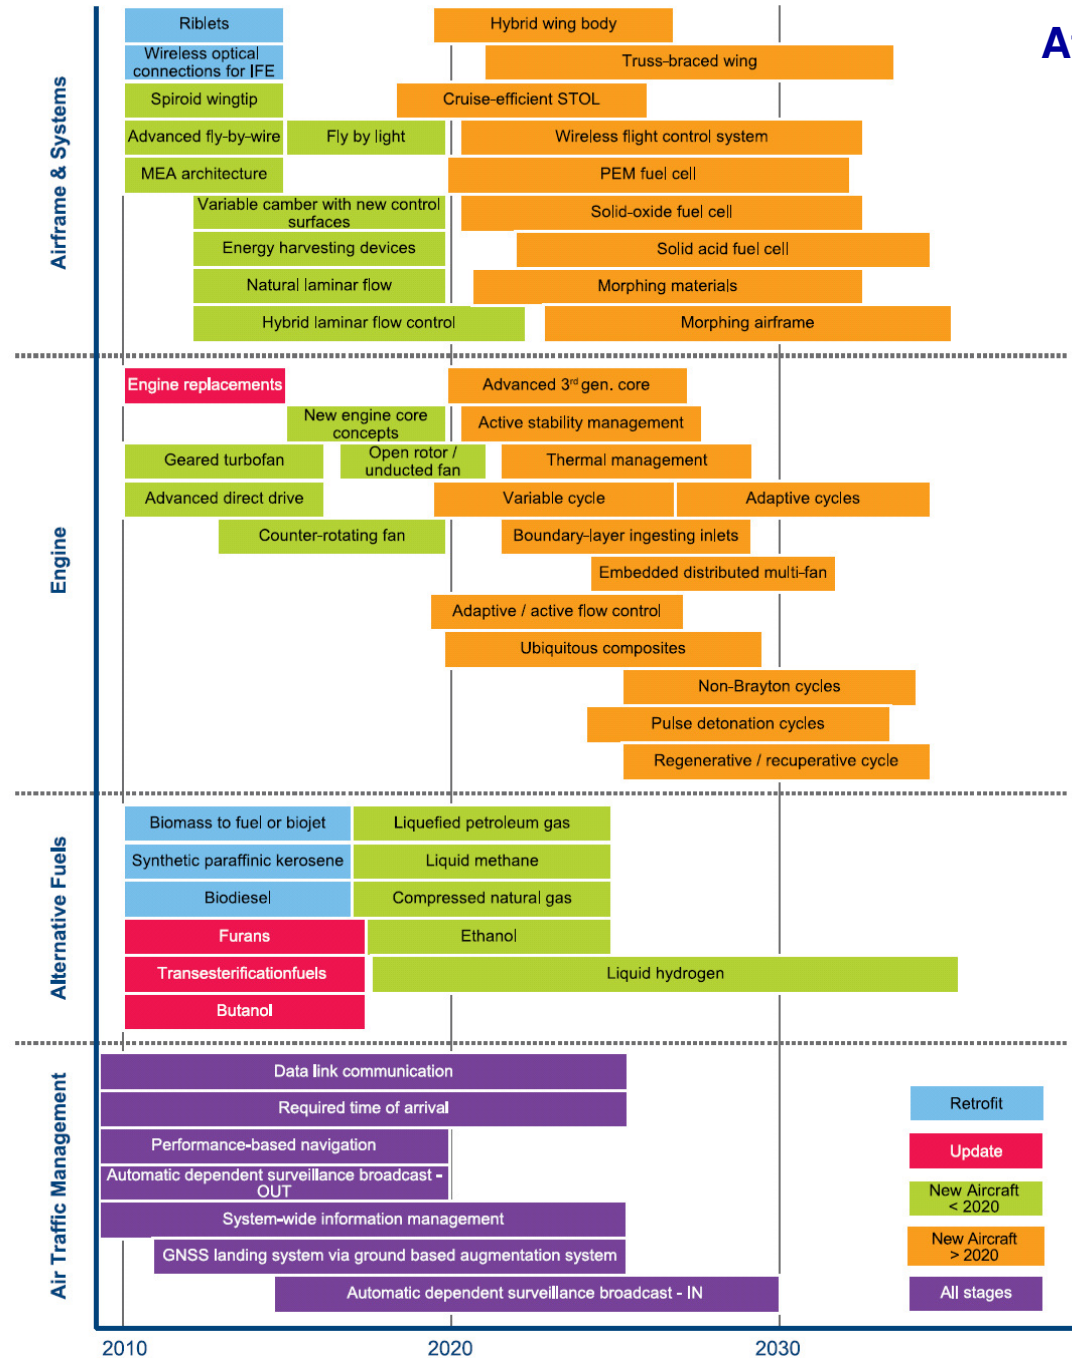 A
Airframe & Systems
Riblets
Hybrid wing body
Wireless optical
connections for IFE
Truss-braced wing
Spiroid wingtip
Cruise-efficient STOL
Advanced fly-by-wire
Fly by light
Wireless flight control system
MEA architecture
PEM fuel cell
Variable camber with new control
surfaces
Solid-oxide fuel cell
Energy harvesting devices
Solid acid fuel cell
Natural laminar flow
Morphing materials
Hybrid laminar flow control
Morphing airframe
Engine
Engine replacements
Advanced 3rd gen. core
New engine core
concepts
Active stability management
Geared turbofan
Open rotor /
unducted fan
Thermal management
Advanced direct drive
Variable cycle
Adaptive cycles
Counter-rotating fan
Boundary-layer ingesting inlets
Embedded distributed multi-fan
Adaptive / active flow control
Ubiquitous composites
Non-Brayton cycles
Pulse detonation cycles
Regenerative / recuperative cycle
Alternative Fuels
Biomass to fuel or biojet
Liquefied petroleum gas
Synthetic paraffinic kerosene
Liquid methane
Biodiesel
Compressed natural gas
Furans
Ethanol
Transesterificationfuels
Liquid hydrogen
Butanol
Air Traffic Management
Data link communication
Required time of arrival
Performance-based navigation
Automatic dependent surveillance broadcast -
OUT
System-wide information management
GNSS landing system via ground based augmentation system
Automatic dependent surveillance broadcast - IN
Retrofit
Update
New Aircraft
< 2020
New Aircraft
> 2020
All stages
2010
2020
2030